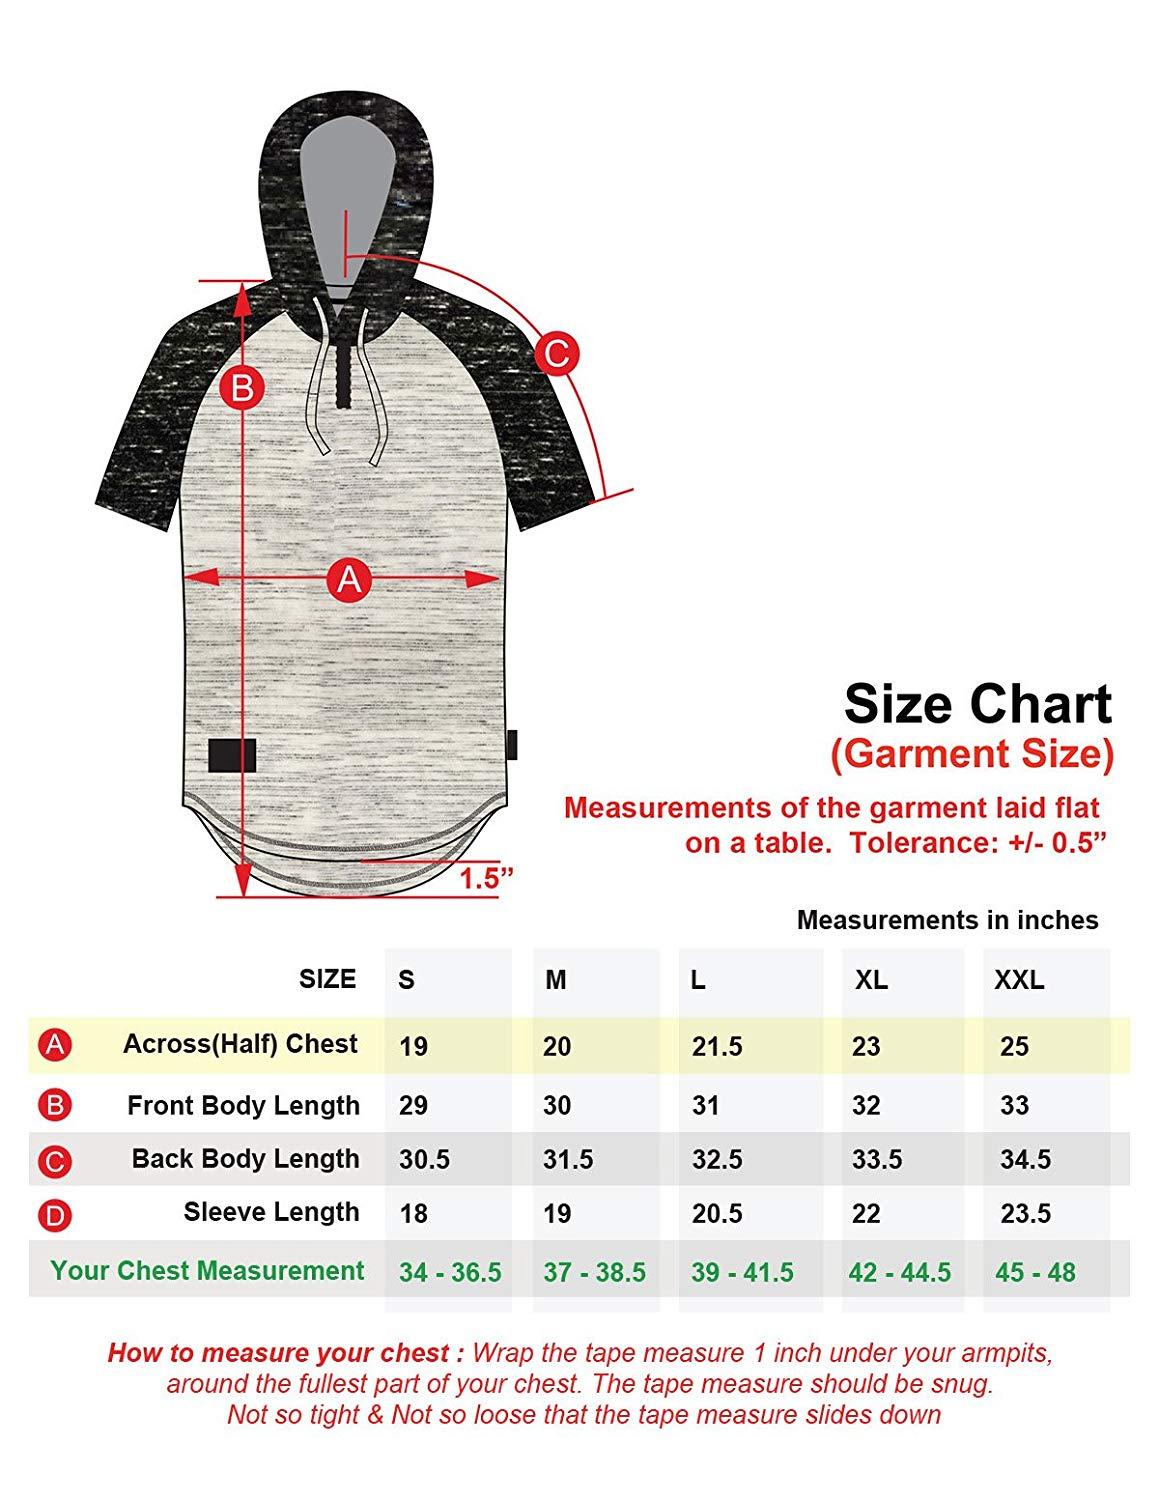 C
B
A
1.5”
Size Chart
(Garment Size)
Measurements of the garment laid flat
on a table. Tolerance: +/- 0.5”
Measurements in inches
SIZE S M L XL XXL
A Across(Half) Chest 19 20 21.5 23 25
B Front Body Length 29 30 31 32 33
C Back Body Length 30.5 31.5 32.5 33.5 34.5
D Sleeve Length 18 19 20.5 22 23.5
Your Chest Measurement 34 - 36.5 37 - 38.5 39 - 41.5 42 - 44.5 45 - 48
How to measure your chest : Wrap the tape measure 1 inch under your armpits,
around the fullest part of your chest. The tape measure should be snug.
Not so tight & Not so loose that the tape measure slides down